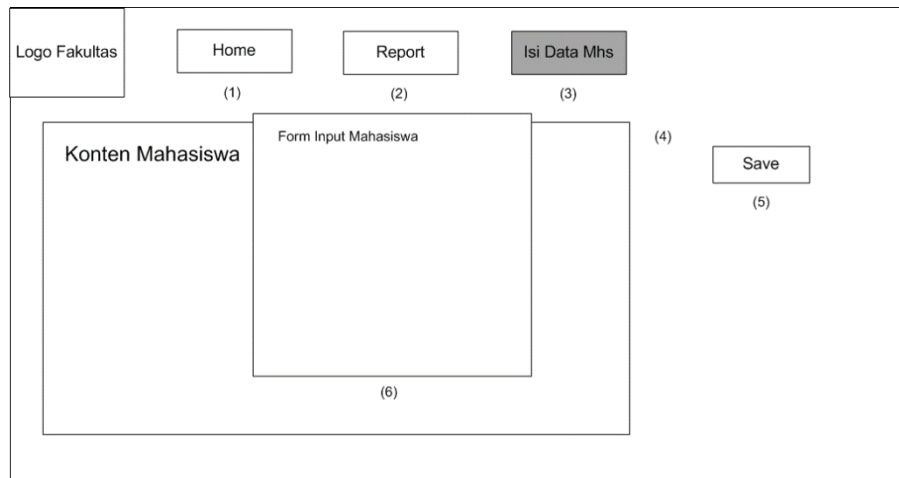 Logo Fakultas
Home
Report
Isi Data Mhs
(1)
(2)
(3)
Konten Mahasiswa
Form Input Mahasiswa
(4)
Save
(5)
(6)